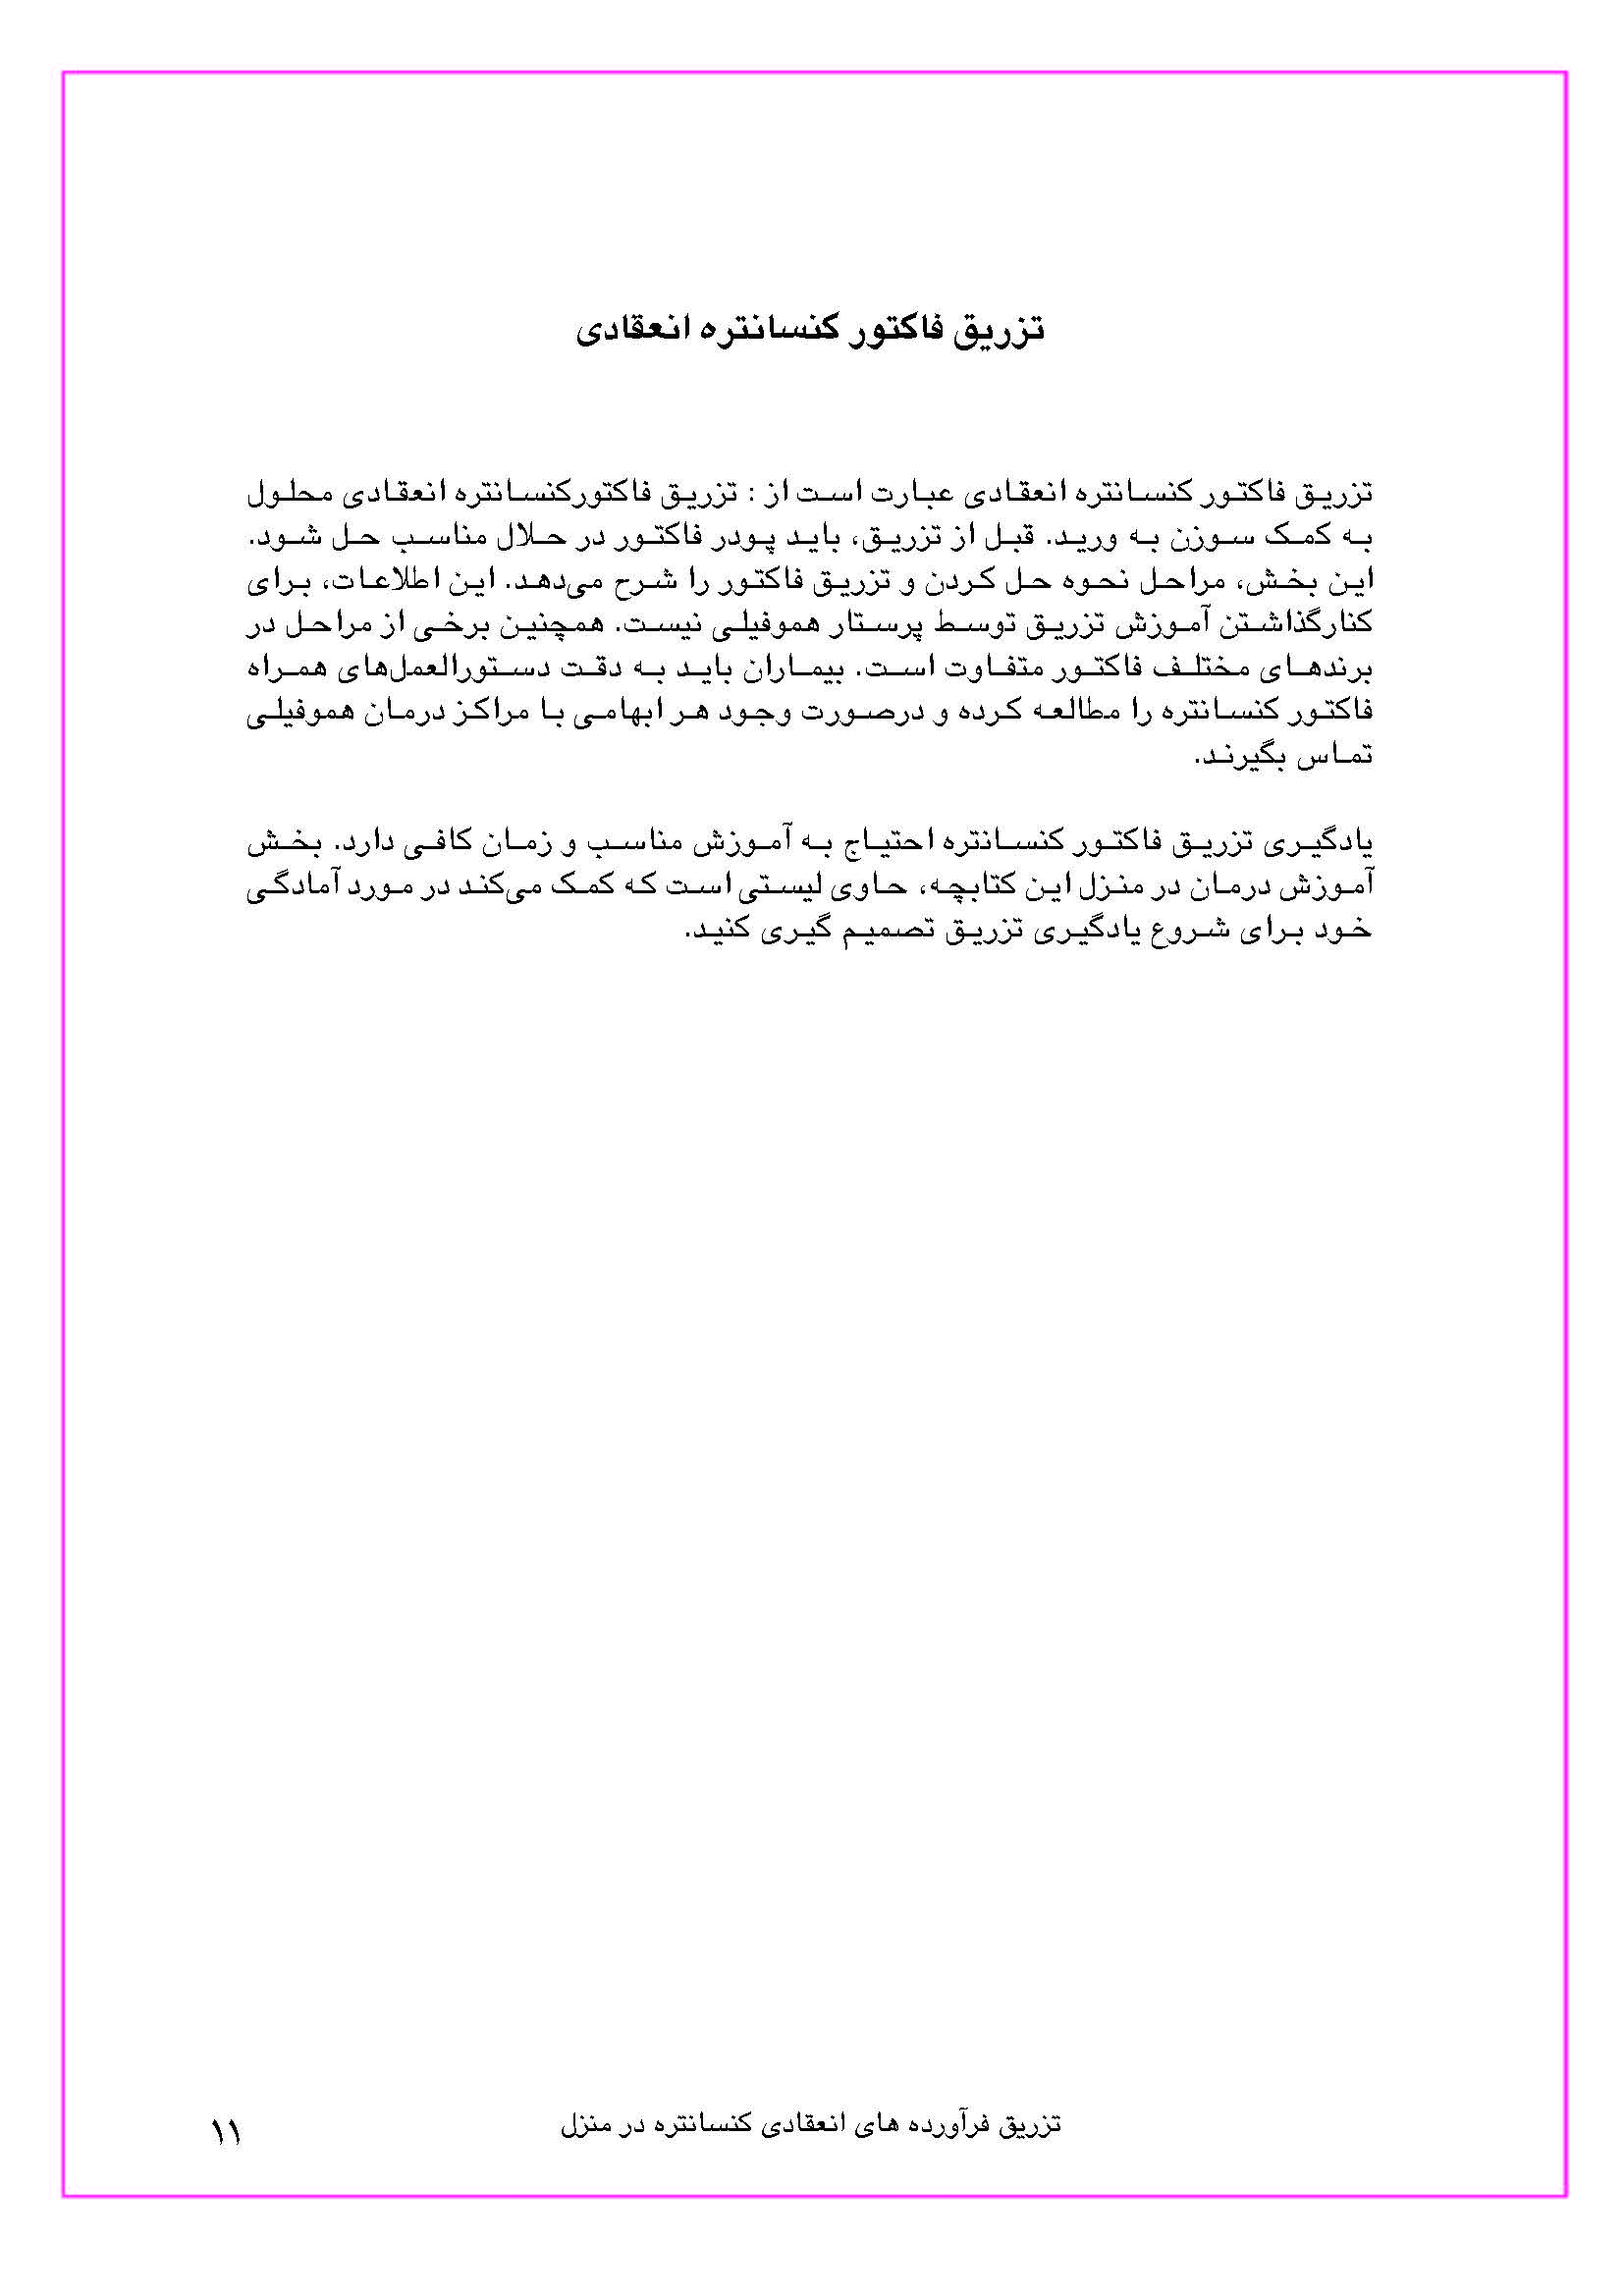 تزریق فاکتور کنسانتره انعقادی
تزریق فاکتور کنسانتره انعقادی عبارت است از : تزریق فاکتورکنسانتره انعقادی محلول
به کمک سوزن به ورید. قبل از تزریق، باید پودر فاکتور در حلال مناسب حل شود.
این بخش، مراحل نحوه حل کردن و تزریق فاکتور را شرح می‌دهد. این اطلاعات، برای
کنارگذاشتن آموزش تزریق توسط پرستار هموفیلی نیست. همچنین برخی از مراحل در
برندهای مختلف فاکتور متفاوت است. بیماران باید به دقت دستورالعمل‌های همراه
فاکتور کنسانتره را مطالعه کرده و درصورت وجود هر ابهامی با مراکز درمان هموفیلی
تماس بگیرند.
یادگیری تزریق فاکتور کنسانتره احتیاج به آموزش مناسب و زمان کافی دارد. بخش
آموزش درمان در منزل این کتابچه، حاوی لیستی است که کمک می‌کند در مورد آمادگی
خود برای شروع یادگیری تزریق تصمیم گیری کنید.
تزریق فرآورده های انعقادی کنسانتره در منزل
۱۱